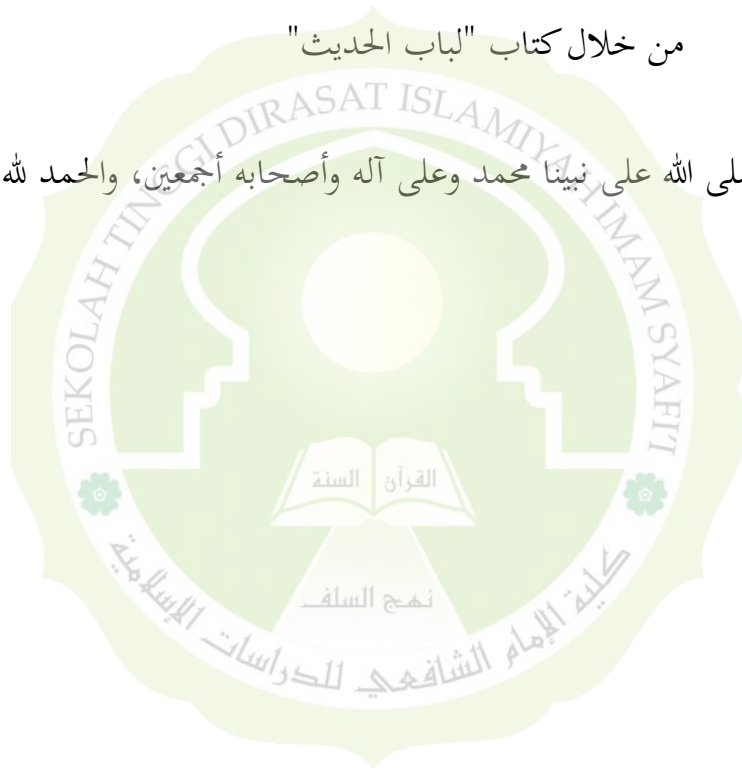 من خلال كتاب "لباب الحديث"
لى الله على نبينا محمد وعلى آله وأصحابه أجمعين، والحمد لله
SEKOLAH TINGGI DIRASAT ISLAMIYAH IMAM SYAFI'I
القرآن السنة
نهج السلف
كلية الإمام الشافعي للدراسات الإسلامية